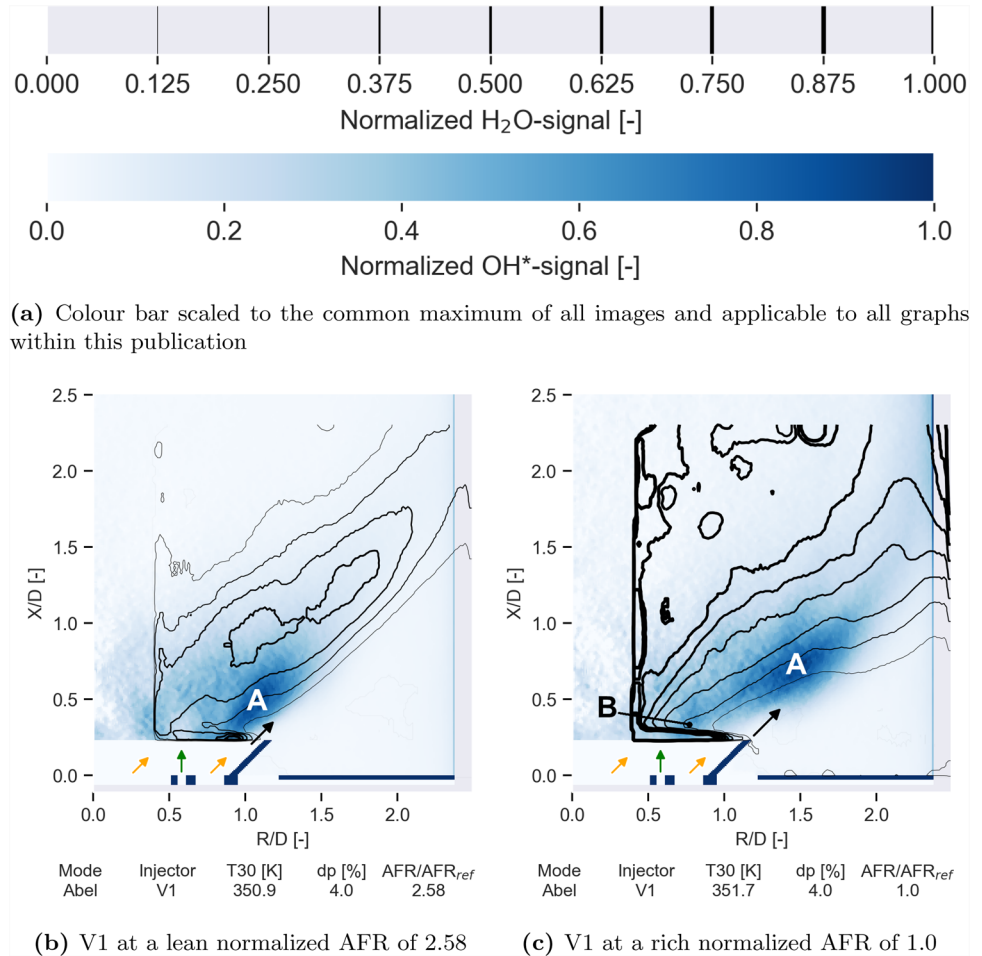 0.000 0.125 0.250 0.375 0.500 0.625 0.750 0.875 1.000
Normalized H₂O-signal [-]
0.0 0.2 0.4 0.6 0.8 1.0
Normalized OH*-signal [-]
(a) Colour bar scaled to the common maximum of all images and applicable to all graphs
within this publication
2.5
2.0
1.5
1.0
0.5
0.0
X/D [-]
A
0.0 0.5 1.0 1.5 2.0
R/D [-]
Mode Injector T30 [K] dp [%] AFR/AFR_ref
Abel V1 350.9 4.0 2.58
(b) V1 at a lean normalized AFR of 2.58
2.5
2.0
1.5
1.0
0.5
0.0
X/D [-]
A
B
0.0 0.5 1.0 1.5 2.0
R/D [-]
Mode Injector T30 [K] dp [%] AFR/AFR_ref
Abel V1 351.7 4.0 1.0
(c) V1 at a rich normalized AFR of 1.0